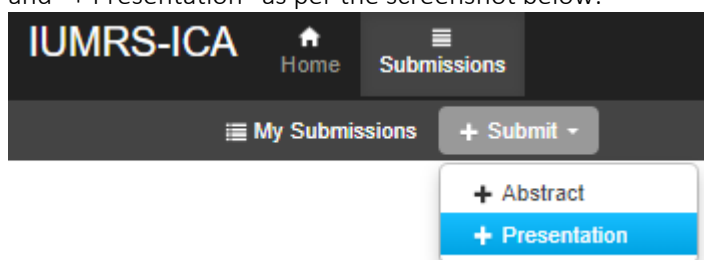 and "+ Presentation" as per the screenshot below.
IUMRS-ICA
Home
Submissions
My Submissions
+ Submit
+ Abstract
+ Presentation